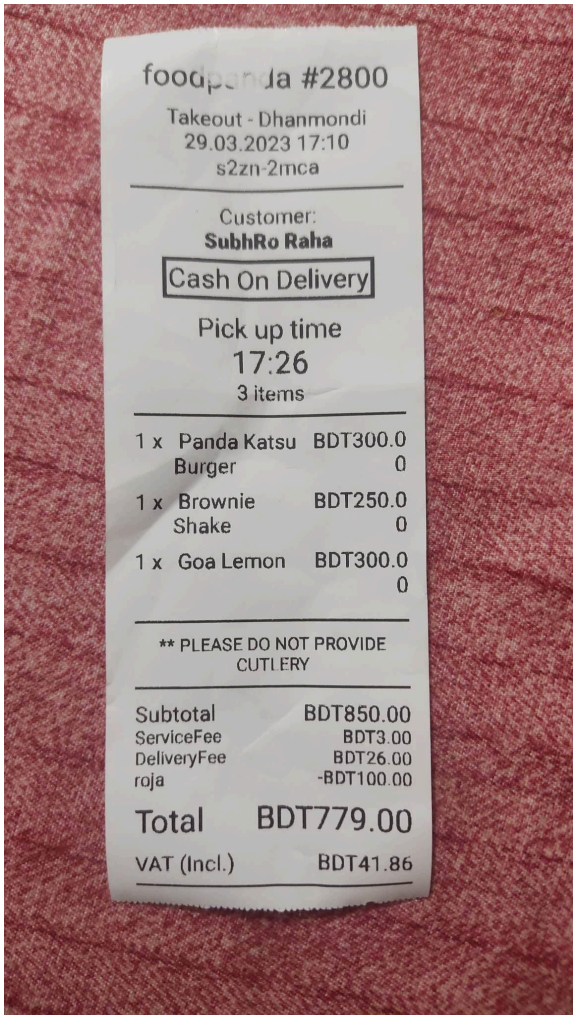 foodpanda #2800
Takeout - Dhanmondi
29.03.2023 17:10
s2zn-2mca
Customer:
SubhRo Raha
Cash On Delivery
Pick up time
17:26
3 items
1 x Panda Katsu BDT300.0
Burger 0
1 x Brownie BDT250.0
Shake 0
1 x Goa Lemon BDT300.0
0
** PLEASE DO NOT PROVIDE
CUTLERY
Subtotal BDT850.00
ServiceFee BDT3.00
DeliveryFee BDT26.00
roja -BDT100.00
Total BDT779.00
VAT (Incl.) BDT41.86